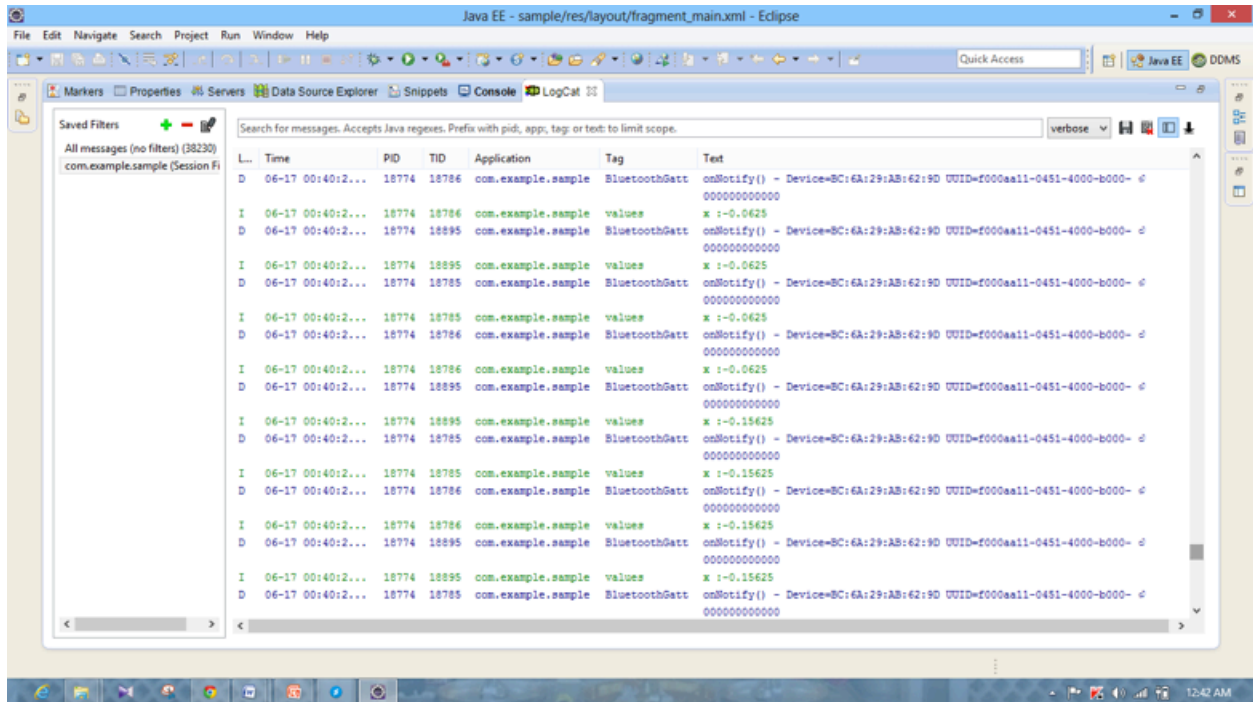 Java EE - sample/res/layout/fragment_main.xml - Eclipse
File Edit Navigate Search Project Run Window Help
Quick Access Java EE DDMS
Markers Properties Servers Data Source Explorer Snippets Console LogCat
Saved Filters
All messages (no filters) (38230)
com.example.sample (Session Fi
Search for messages. Accepts Java regexes. Prefix with pid:, app:, tag: or text: to limit scope. verbose
L... Time PID TID Application Tag Text
D 06-17 00:40:2... 18774 18786 com.example.sample BluetoothGatt onNotify() - Device=BC:6A:29:AB:62:9D UUID=f000aa11-0451-4000-b000-
000000000000
I 06-17 00:40:2... 18774 18786 com.example.sample values x :-0.0625
D 06-17 00:40:2... 18774 18895 com.example.sample BluetoothGatt onNotify() - Device=BC:6A:29:AB:62:9D UUID=f000aa11-0451-4000-b000-
000000000000
I 06-17 00:40:2... 18774 18895 com.example.sample values x :-0.0625
D 06-17 00:40:2... 18774 18785 com.example.sample BluetoothGatt onNotify() - Device=BC:6A:29:AB:62:9D UUID=f000aa11-0451-4000-b000-
000000000000
I 06-17 00:40:2... 18774 18785 com.example.sample values x :-0.0625
D 06-17 00:40:2... 18774 18786 com.example.sample BluetoothGatt onNotify() - Device=BC:6A:29:AB:62:9D UUID=f000aa11-0451-4000-b000-
000000000000
I 06-17 00:40:2... 18774 18786 com.example.sample values x :-0.0625
D 06-17 00:40:2... 18774 18895 com.example.sample BluetoothGatt onNotify() - Device=BC:6A:29:AB:62:9D UUID=f000aa11-0451-4000-b000-
000000000000
I 06-17 00:40:2... 18774 18895 com.example.sample values x :-0.15625
D 06-17 00:40:2... 18774 18785 com.example.sample BluetoothGatt onNotify() - Device=BC:6A:29:AB:62:9D UUID=f000aa11-0451-4000-b000-
000000000000
I 06-17 00:40:2... 18774 18785 com.example.sample values x :-0.15625
D 06-17 00:40:2... 18774 18786 com.example.sample BluetoothGatt onNotify() - Device=BC:6A:29:AB:62:9D UUID=f000aa11-0451-4000-b000-
000000000000
I 06-17 00:40:2... 18774 18786 com.example.sample values x :-0.15625
D 06-17 00:40:2... 18774 18895 com.example.sample BluetoothGatt onNotify() - Device=BC:6A:29:AB:62:9D UUID=f000aa11-0451-4000-b000-
000000000000
I 06-17 00:40:2... 18774 18895 com.example.sample values x :-0.15625
D 06-17 00:40:2... 18774 18785 com.example.sample BluetoothGatt onNotify() - Device=BC:6A:29:AB:62:9D UUID=f000aa11-0451-4000-b000-
000000000000
12:42 AM